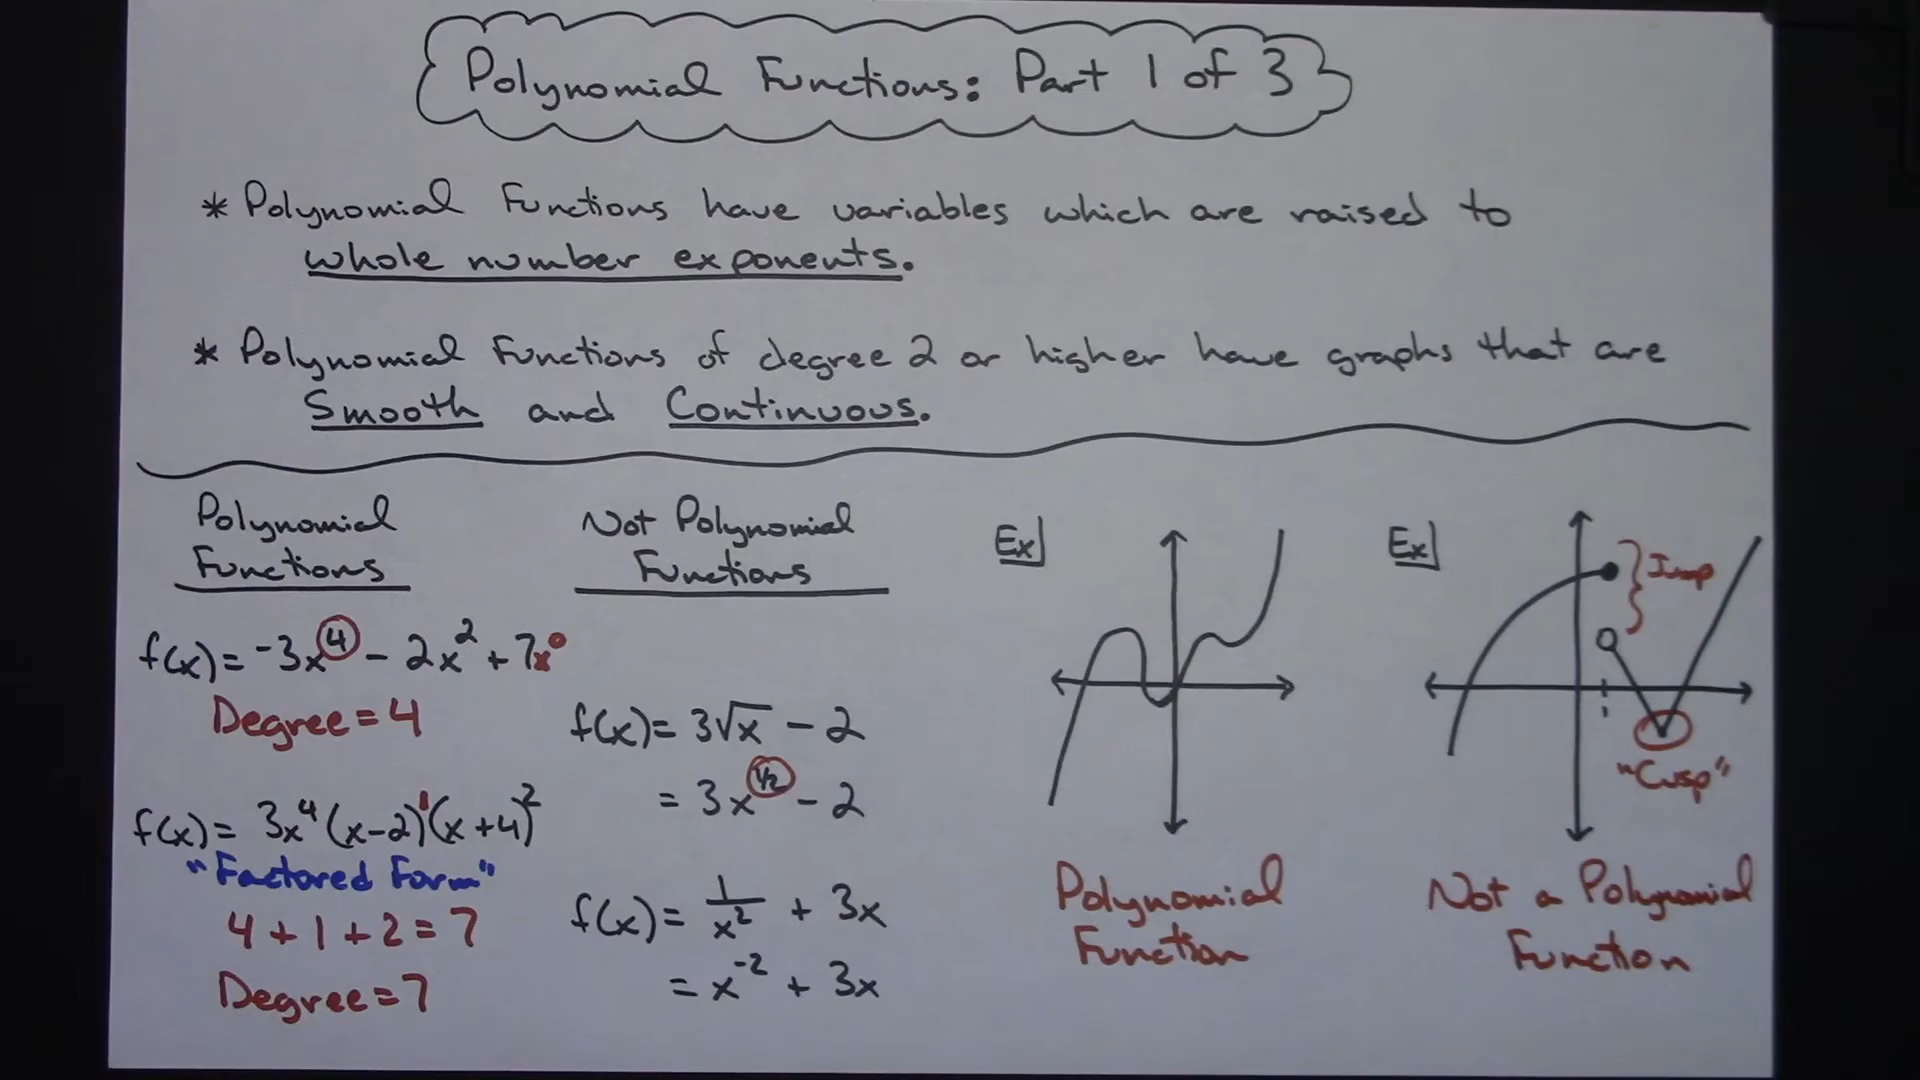 Polynomial Functions: Part 1 of 3
* Polynomial Functions have variables which are raised to
whole number exponents.
* Polynomial Functions of degree 2 or higher have graphs that are
Smooth and Continuous.
Polynomial
Functions
f(x) = -3x⁴ - 2x² + 7x⁰
Degree = 4
f(x) = 3x⁴(x-2)¹(x+4)²
"Factored Form"
4 + 1 + 2 = 7
Degree = 7
Not Polynomial
Functions
f(x) = 3√x - 2
= 3x^(1/2) - 2
f(x) = 1/x² + 3x
= x⁻² + 3x
Ex]
Polynomial
Function
Ex]
Jump
"Cusp"
Not a Polynomial
Function